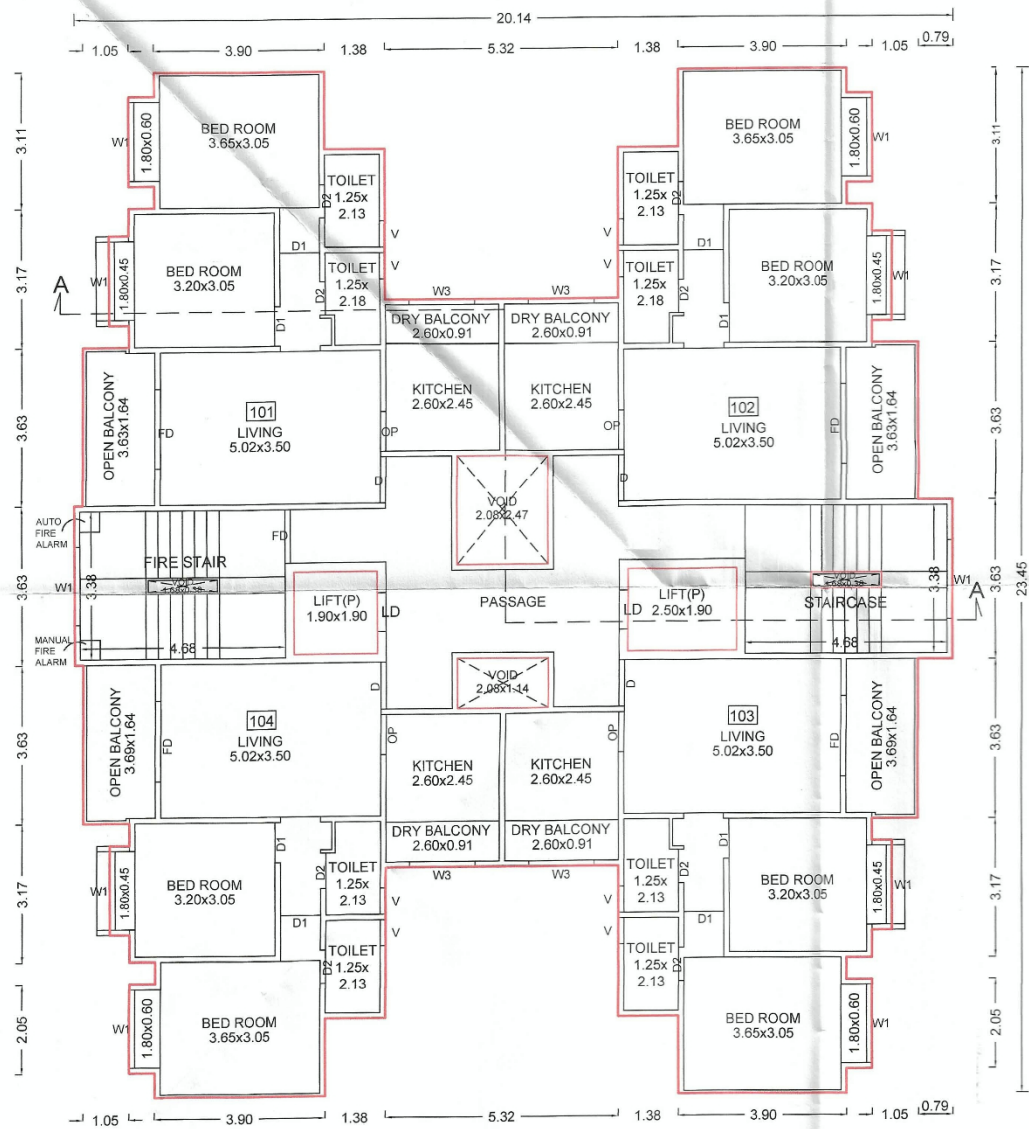 20.14
1.05 3.90 1.38 5.32 1.38 3.90 1.05 0.79
3.11
W1
1.80x0.60
BED ROOM
3.65x3.05
TOILET
1.25x
2.13
D2
V
V
TOILET
1.25x
2.13
D2
BED ROOM
3.65x3.05
1.80x0.60
W1
3.11
3.17
A
W1
1.80x0.45
BED ROOM
3.20x3.05
D1
D1
D2
TOILET
1.25x
2.18
V
W3
W3
V
TOILET
1.25x
2.18
D2
D1
D1
BED ROOM
3.20x3.05
1.80x0.45
W1
3.17
DRY BALCONY
2.60x0.91
DRY BALCONY
2.60x0.91
3.63
OPEN BALCONY
3.63x1.64
FD
101
LIVING
5.02x3.50
OP
D
KITCHEN
2.60x2.45
KITCHEN
2.60x2.45
OP
D
102
LIVING
5.02x3.50
FD
OPEN BALCONY
3.63x1.64
3.63
VOID
2.08x2.47
AUTO
FIRE
ALARM
3.63
W1
3.38
FIRE STAIR
FD
VOID
4.68
MANUAL
FIRE
ALARM
LIFT(P)
1.90x1.90
LD
PASSAGE
LD
LIFT(P)
2.50x1.90
VOID
STAIRCASE
4.68
3.38
W1
A
3.63
23.45
VOID
2.08x1.14
3.63
OPEN BALCONY
3.69x1.64
FD
104
LIVING
5.02x3.50
D
OP
KITCHEN
2.60x2.45
KITCHEN
2.60x2.45
OP
D
103
LIVING
5.02x3.50
FD
OPEN BALCONY
3.69x1.64
3.63
DRY BALCONY
2.60x0.91
DRY BALCONY
2.60x0.91
W3
W3
3.17
W1
1.80x0.45
BED ROOM
3.20x3.05
D1
D1
D2
TOILET
1.25x
2.13
V
V
TOILET
1.25x
2.13
D2
D1
D1
BED ROOM
3.20x3.05
1.80x0.45
W1
3.17
2.05
W1
1.80x0.60
BED ROOM
3.65x3.05
D2
TOILET
1.25x
2.13
V
V
TOILET
1.25x
2.13
D2
BED ROOM
3.65x3.05
1.80x0.60
W1
2.05
1.05 3.90 1.38 5.32 1.38 3.90 1.05 0.79